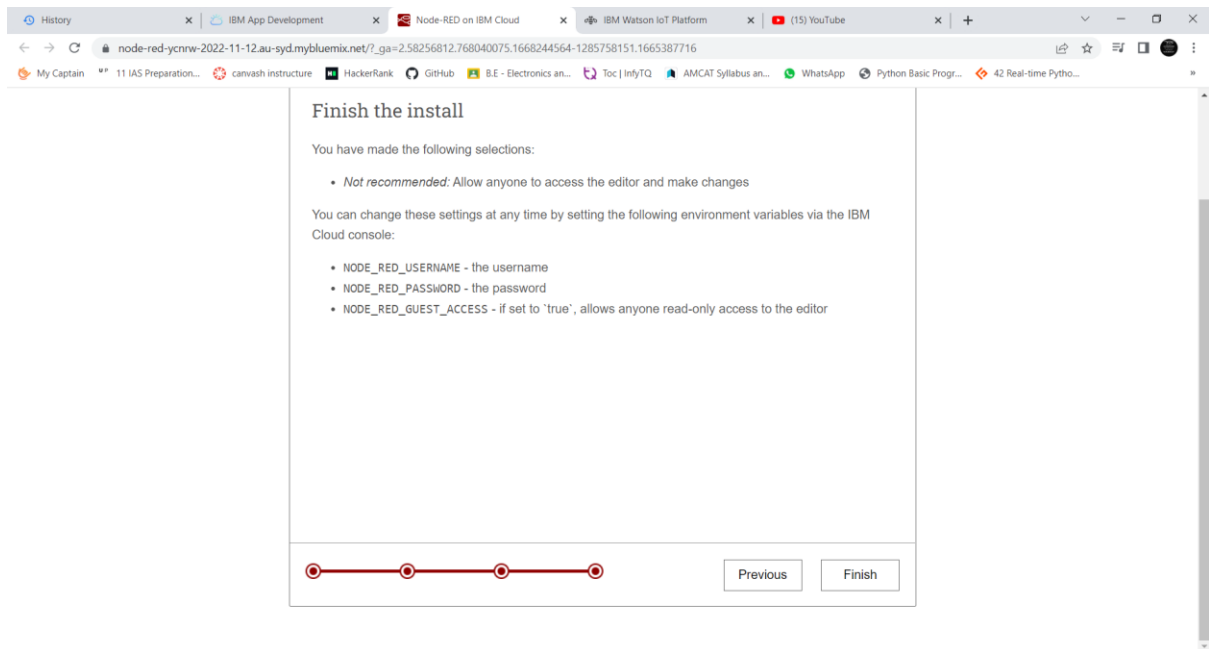 History
IBM App Development
Node-RED on IBM Cloud
IBM Watson IoT Platform
(15) YouTube
node-red-ycnrw-2022-11-12.au-syd.mybluemix.net/?_ga=2.58256812.768040075.1668244564-1285758151.1665387716
My Captain
11 IAS Preparation...
canvash instructure
HackerRank
GitHub
B.E - Electronics an...
Toc | InfyTQ
AMCAT Syllabus an...
WhatsApp
Python Basic Progr...
42 Real-time Pytho...
Finish the install
You have made the following selections:
• Not recommended: Allow anyone to access the editor and make changes
You can change these settings at any time by setting the following environment variables via the IBM
Cloud console:
• NODE_RED_USERNAME - the username
• NODE_RED_PASSWORD - the password
• NODE_RED_GUEST_ACCESS - if set to `true`, allows anyone read-only access to the editor
Previous
Finish